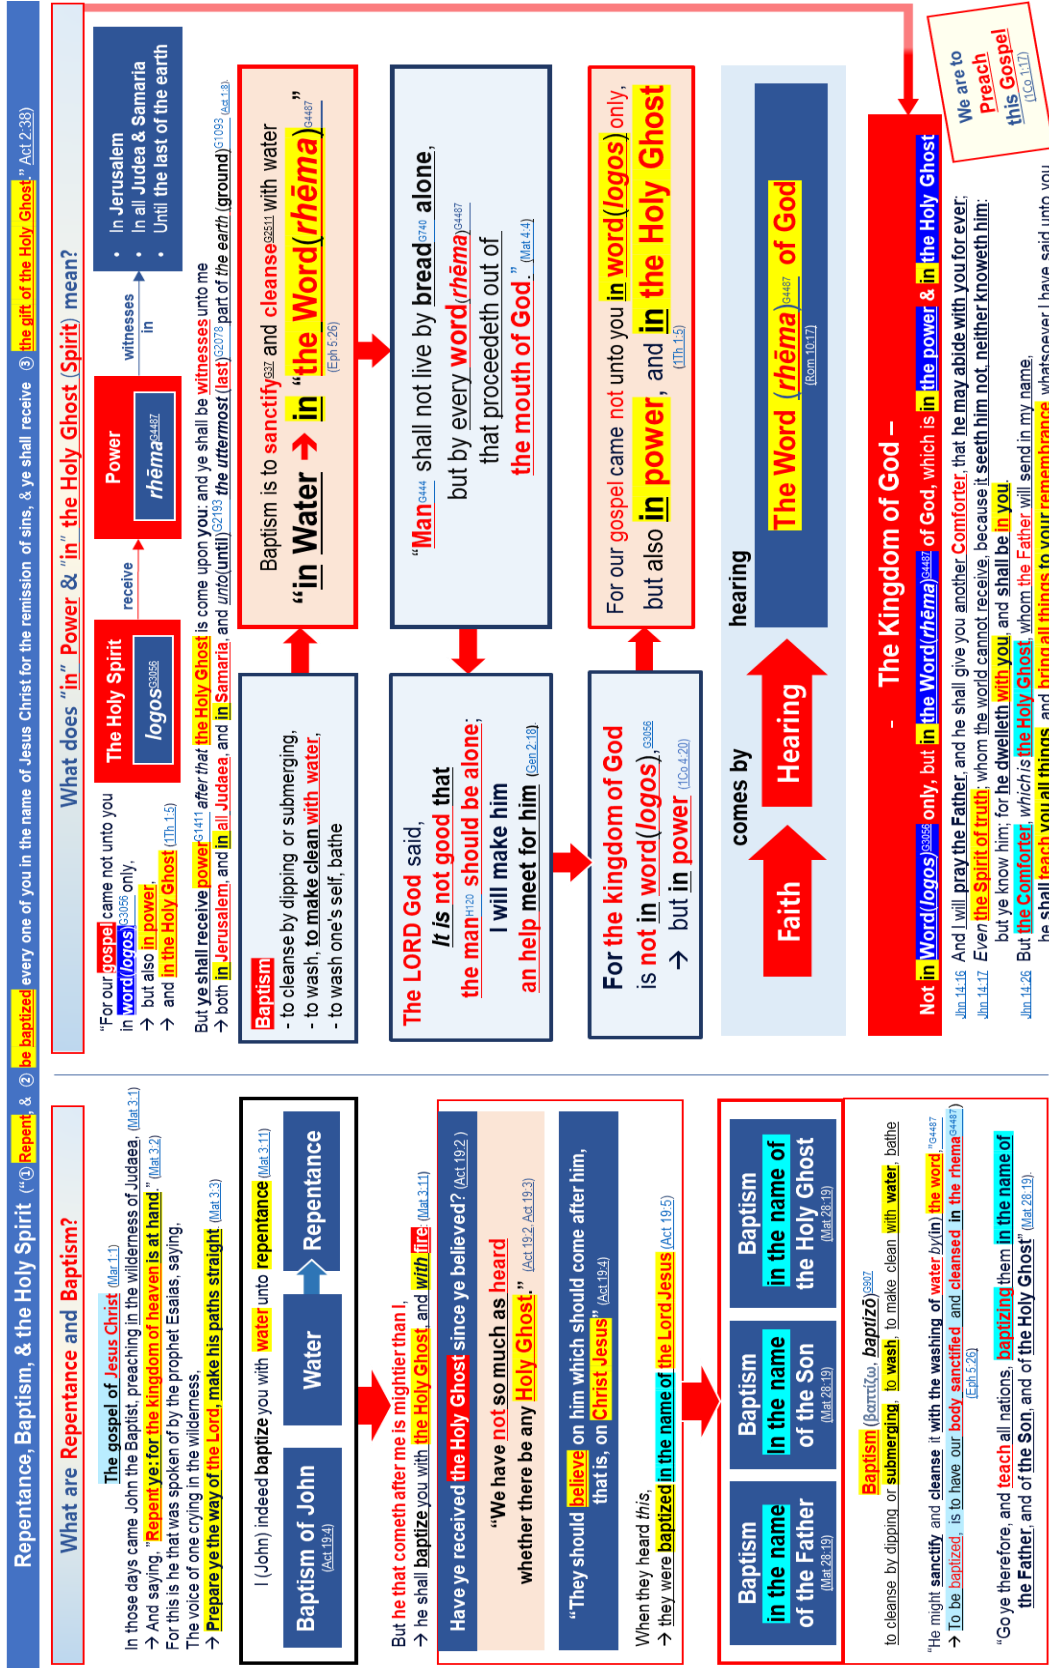 Repentance, Baptism, & the Holy Spirit ("① Repent, & ② be baptized every one of you in the name of Jesus Christ for the remission of sins, & ye shall receive ③ the gift of the Holy Ghost." Act 2:38)
What are Repentance and Baptism?
The gospel of Jesus Christ (Mar 1:1)
In those days came John the Baptist, preaching in the wilderness of Judaea, (Mat 3:1)
→ And saying, "Repent ye: for the kingdom of heaven is at hand." (Mat 3:2)
For this is he that was spoken of by the prophet Esaias, saying,
The voice of one crying in the wilderness,
→ Prepare ye the way of the Lord, make his paths straight. (Mat 3:3)
I (John) indeed baptize you with water unto repentance (Mat 3:11)
Baptism of John
(Act 19:4)
Water
Repentance
But he that cometh after me is mightier than I,
→ he shall baptize you with the Holy Ghost, and with fire: (Mat 3:11)
Have ye received the Holy Ghost since ye believed? (Act 19:2 )
"We have not so much as heard
whether there be any Holy Ghost." (Act 19:2, Act 19:3)
"They should believe on him which should come after him,
that is, on Christ Jesus" (Act 19:4)
When they heard this,
→ they were baptized in the name of the Lord Jesus (Act 19:5)
Baptism
in the name
of the Father
(Mat 28:19)
Baptism
in the name
of the Son
(Mat 28:19)
Baptism
in the name of
the Holy Ghost
(Mat 28:19)
Baptism (βαπτίζω, baptizō)G907
to cleanse by dipping or submerging, to wash, to make clean with water, bathe
"He might sanctify and cleanse it with the washing of water by(in) the word,"G4487
→ To be baptized, is to have our body sanctified and cleansed in the rhemaG4487)
(Eph 5:26)
"Go ye therefore, and teach all nations, baptizing them in the name of
the Father, and of the Son, and of the Holy Ghost" (Mat 28:19)
What does "in" Power & "in" the Holy Ghost (Spirit) mean?
"For our gospel came not unto you
in word(logos)G3056 only,
→ but also in power,
→ and in the Holy Ghost (1Th 1:5)
The Holy Spirit
logosG3056
receive
Power
rhēmaG4487
witnesses
in
• In Jerusalem
• In all Judea & Samaria
• Until the last of the earth
But ye shall receive powerG1411 after that the Holy Ghost is come upon you: and ye shall be witnesses unto me
→ both in Jerusalem, and in all Judaea, and in Samaria, and unto(until)G2193 the uttermost (last)G2078 part of the earth (ground)G1093 (Act 1:8)
Baptism
- to cleanse by dipping or submerging,
- to wash, to make clean with water,
- to wash one's self, bathe
Baptism is to sanctifyG37 and cleanseG2511 with water
"in Water → in "the Word(rhēma)G4487"
(Eph 5:26)
"ManG444 shall not live by breadG740 alone,
but by every word(rhēma)G4487
that proceedeth out of
the mouth of God." (Mat 4:4)
The LORD God said,
It is not good that
the manH120 should be alone;
I will make him
an help meet for him (Gen 2:18)
For the kingdom of God
is not in word(logos),G3056
→ but in power (1Co 4:20)
For our gospel came not unto you in word(logos) only,
but also in power, and in the Holy Ghost
(1Th 1:5)
Faith
comes by
Hearing
hearing
The Word (rhēma)G4487 of God
(Rom 10:17)
- The Kingdom of God –
Not in Word(logos)G3056 only, but in the Word(rhēma)G4487 of God, which is in the power & in the Holy Ghost
We are to
Preach
this Gospel
(1Co 1:17)
Jhn 14:16 And I will pray the Father, and he shall give you another Comforter, that he may abide with you for ever;
Jhn 14:17 Even the Spirit of truth; whom the world cannot receive, because it seeth him not, neither knoweth him:
but ye know him; for he dwelleth with you, and shall be in you.
Jhn 14:26 But the Comforter, which is the Holy Ghost, whom the Father will send in my name,
he shall teach you all things, and bring all things to your remembrance, whatsoever I have said unto you